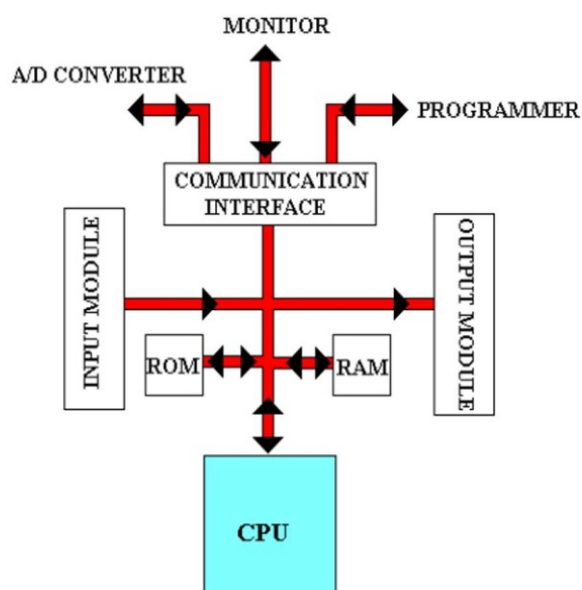 MONITOR
A/D CONVERTER
PROGRAMMER
COMMUNICATION
INTERFACE
INPUT MODULE
OUTPUT MODULE
ROM
RAM
CPU